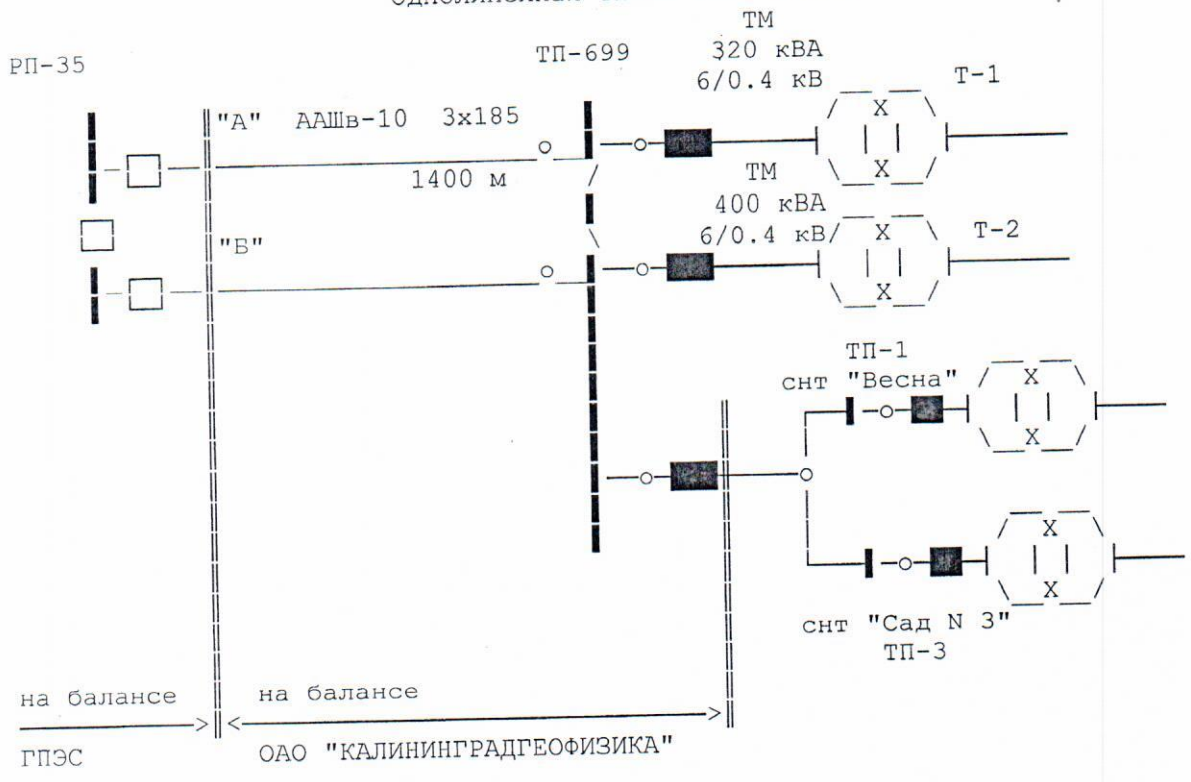 ТМ
РП-35
ТП-699
320 кВА
6/0.4 кВ
Т-1
"А" ААШв-10 3х185
1400 м
ТМ
400 кВА
6/0.4 кВ
Т-2
"Б"
ТП-1
снт "Весна"
снт "Сад N 3"
ТП-3
на балансе
на балансе
ГПЭС
ОАО "КАЛИНИНГРАДГЕОФИЗИКА"